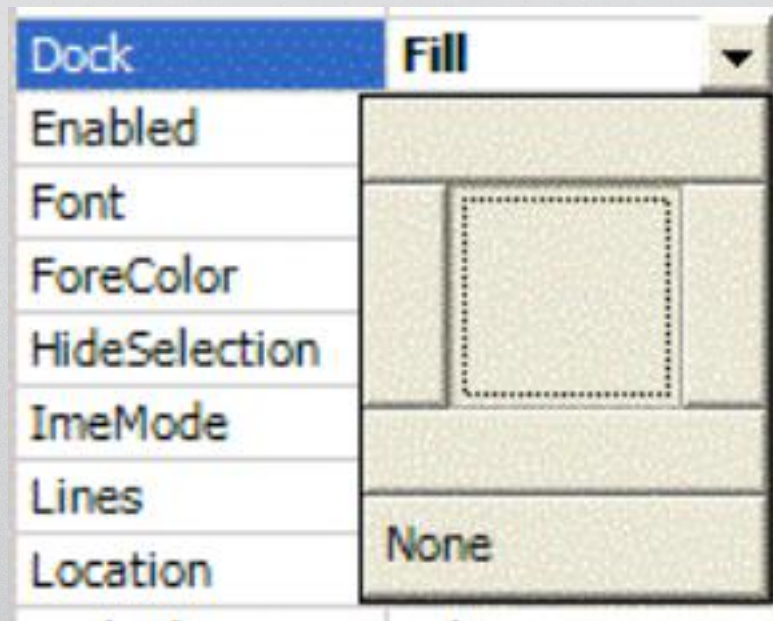 Dock Fill
Enabled
Font
ForeColor
HideSelection
ImeMode
Lines
None
Location